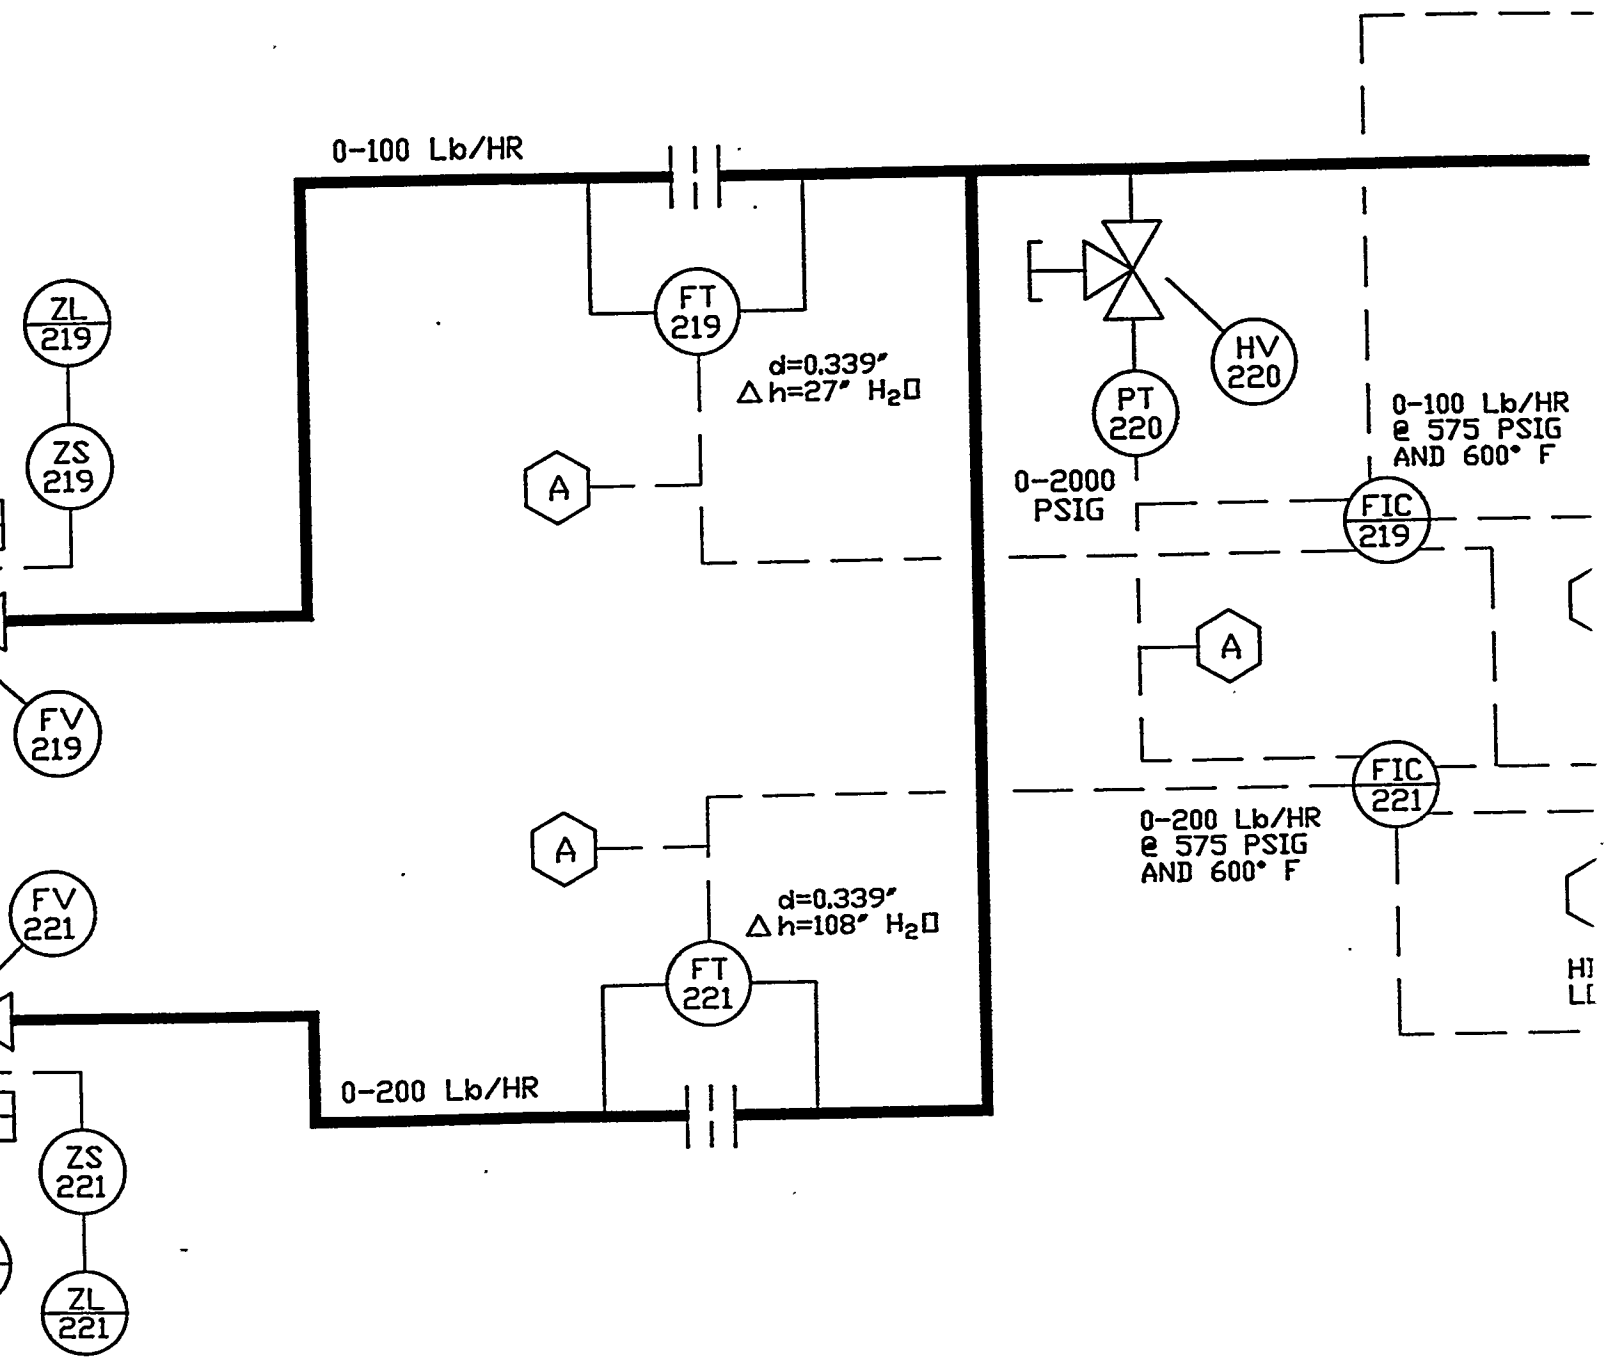 0-100 Lb/HR
ZL
219
FT
219
HV
220
d=0.339"
Δh=27" H₂O
PT
220
0-100 Lb/HR
@ 575 PSIG
AND 600° F
ZS
219
A
0-2000
PSIG
FIC
219
A
FV
219
FIC
221
0-200 Lb/HR
@ 575 PSIG
AND 600° F
A
FV
221
d=0.339"
Δh=108" H₂O
FT
221
0-200 Lb/HR
ZS
221
ZL
221